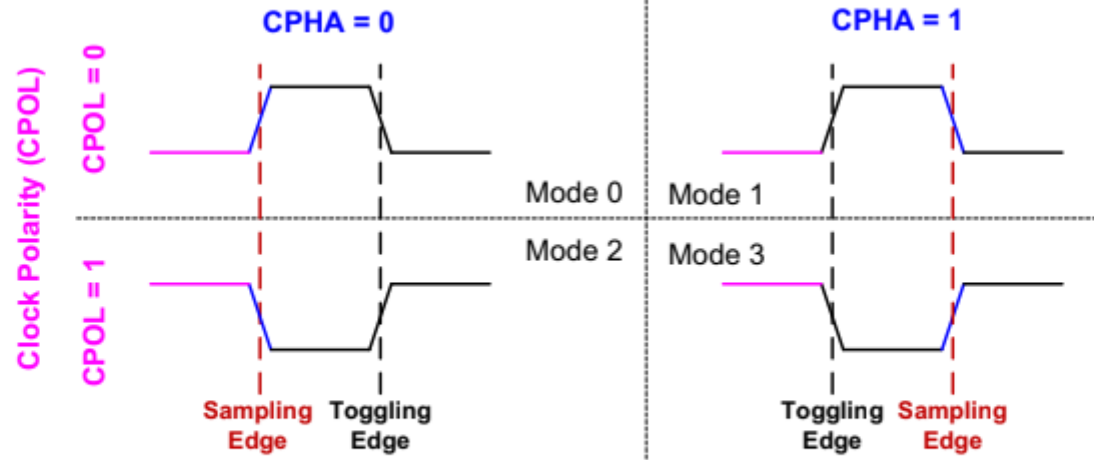 CPHA = 0
CPHA = 1
Clock Polarity (CPOL)
CPOL = 0
Mode 0
Mode 1
CPOL = 1
Mode 2
Mode 3
Sampling Edge
Toggling Edge
Toggling Edge
Sampling Edge